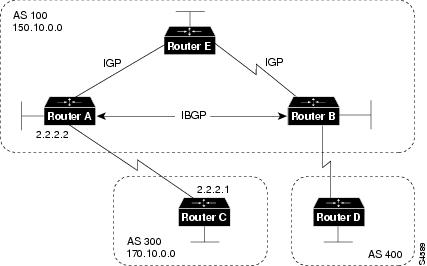 AS 100
150.10.0.0
Router E
IGP
IGP
Router A
IBGP
Router B
2.2.2.2
2.2.2.1
Router C
Router D
AS 300
170.10.0.0
AS 400
S4589